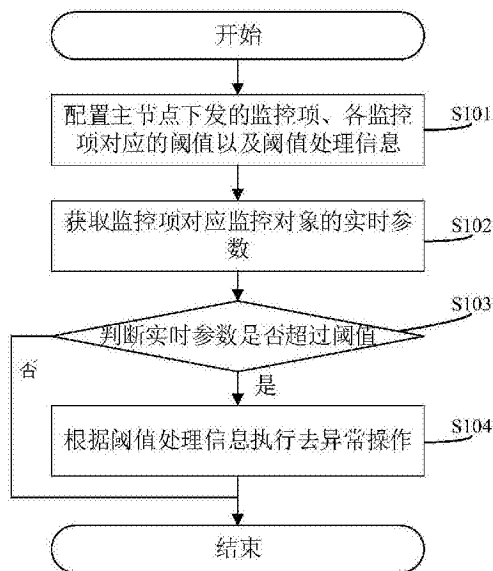 开始
配置主节点下发的监控项、各监控
项对应的阈值以及阈值处理信息
S101
获取监控项对应监控对象的实时参
数
S102
判断实时参数是否超过阈值
S103
否
是
根据阈值处理信息执行去异常操作
S104
结束